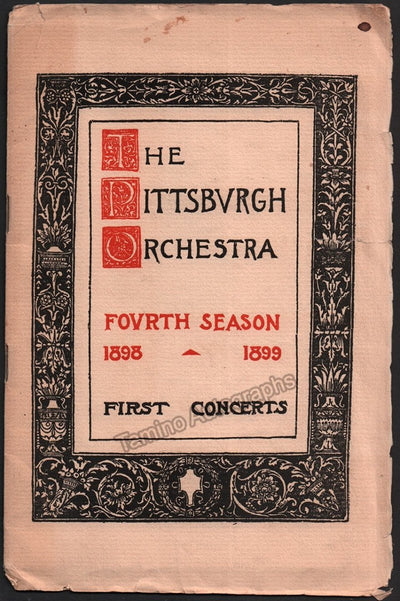 THE
PITTSBVRGH
ORCHESTRA
FOVRTH SEASON
1898 1899
FIRST CONCERTS
Tamino Autographs